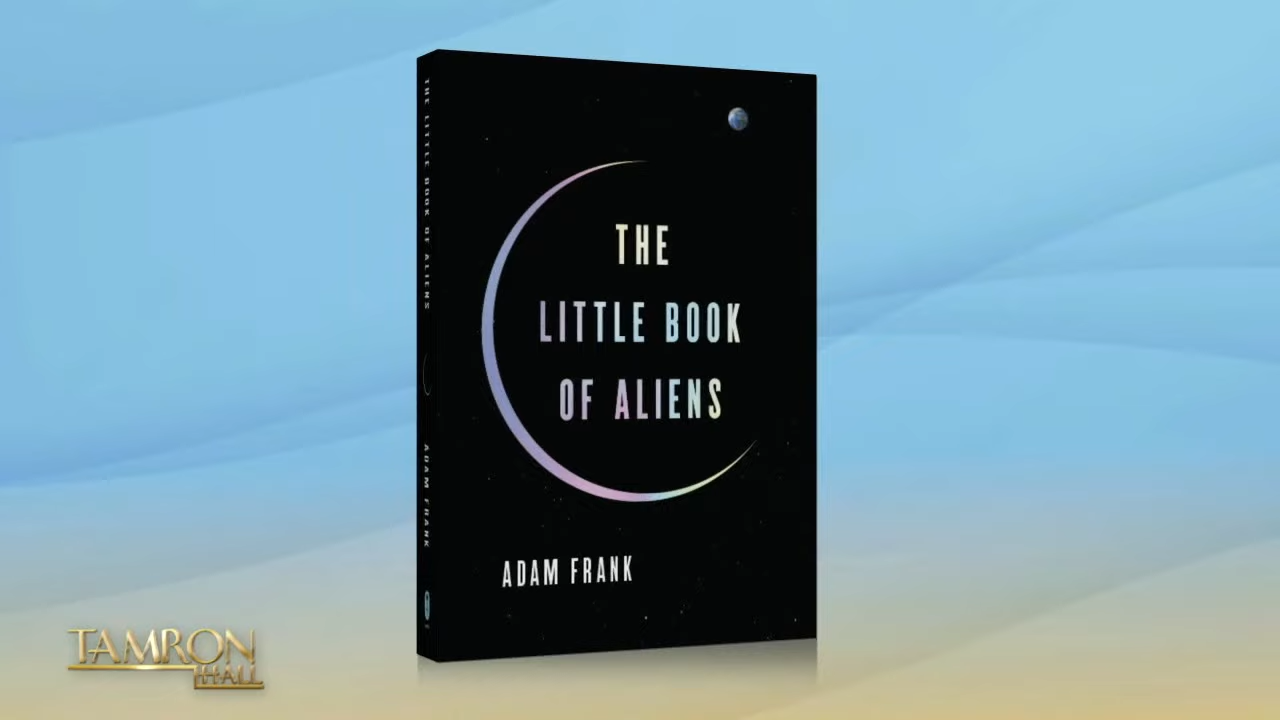 THE LITTLE BOOK OF ALIENS
ADAM FRANK
THE
LITTLE BOOK
OF ALIENS
ADAM FRANK
TAMRON
HALL